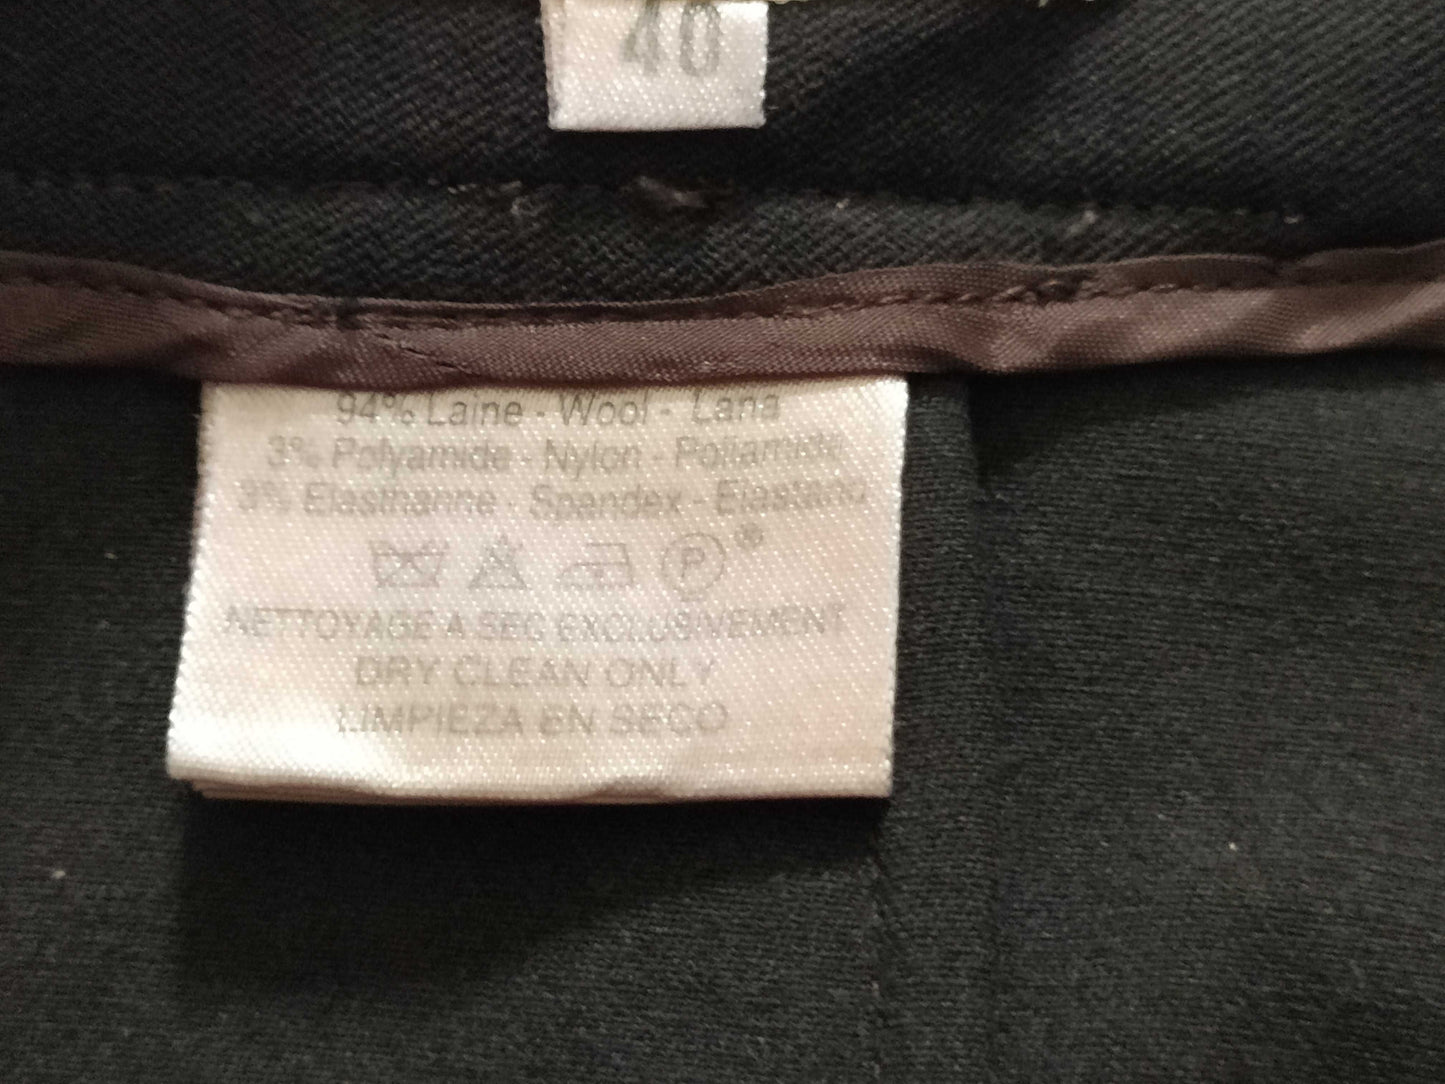 40
94% Laine - Wool - Lana
3% Polyamide - Nylon - Poliamide
3% Elasthanne - Spandex - Elastano
P
NETTOYAGE A SEC EXCLUSIVEMENT
DRY CLEAN ONLY
LIMPIEZA EN SECO